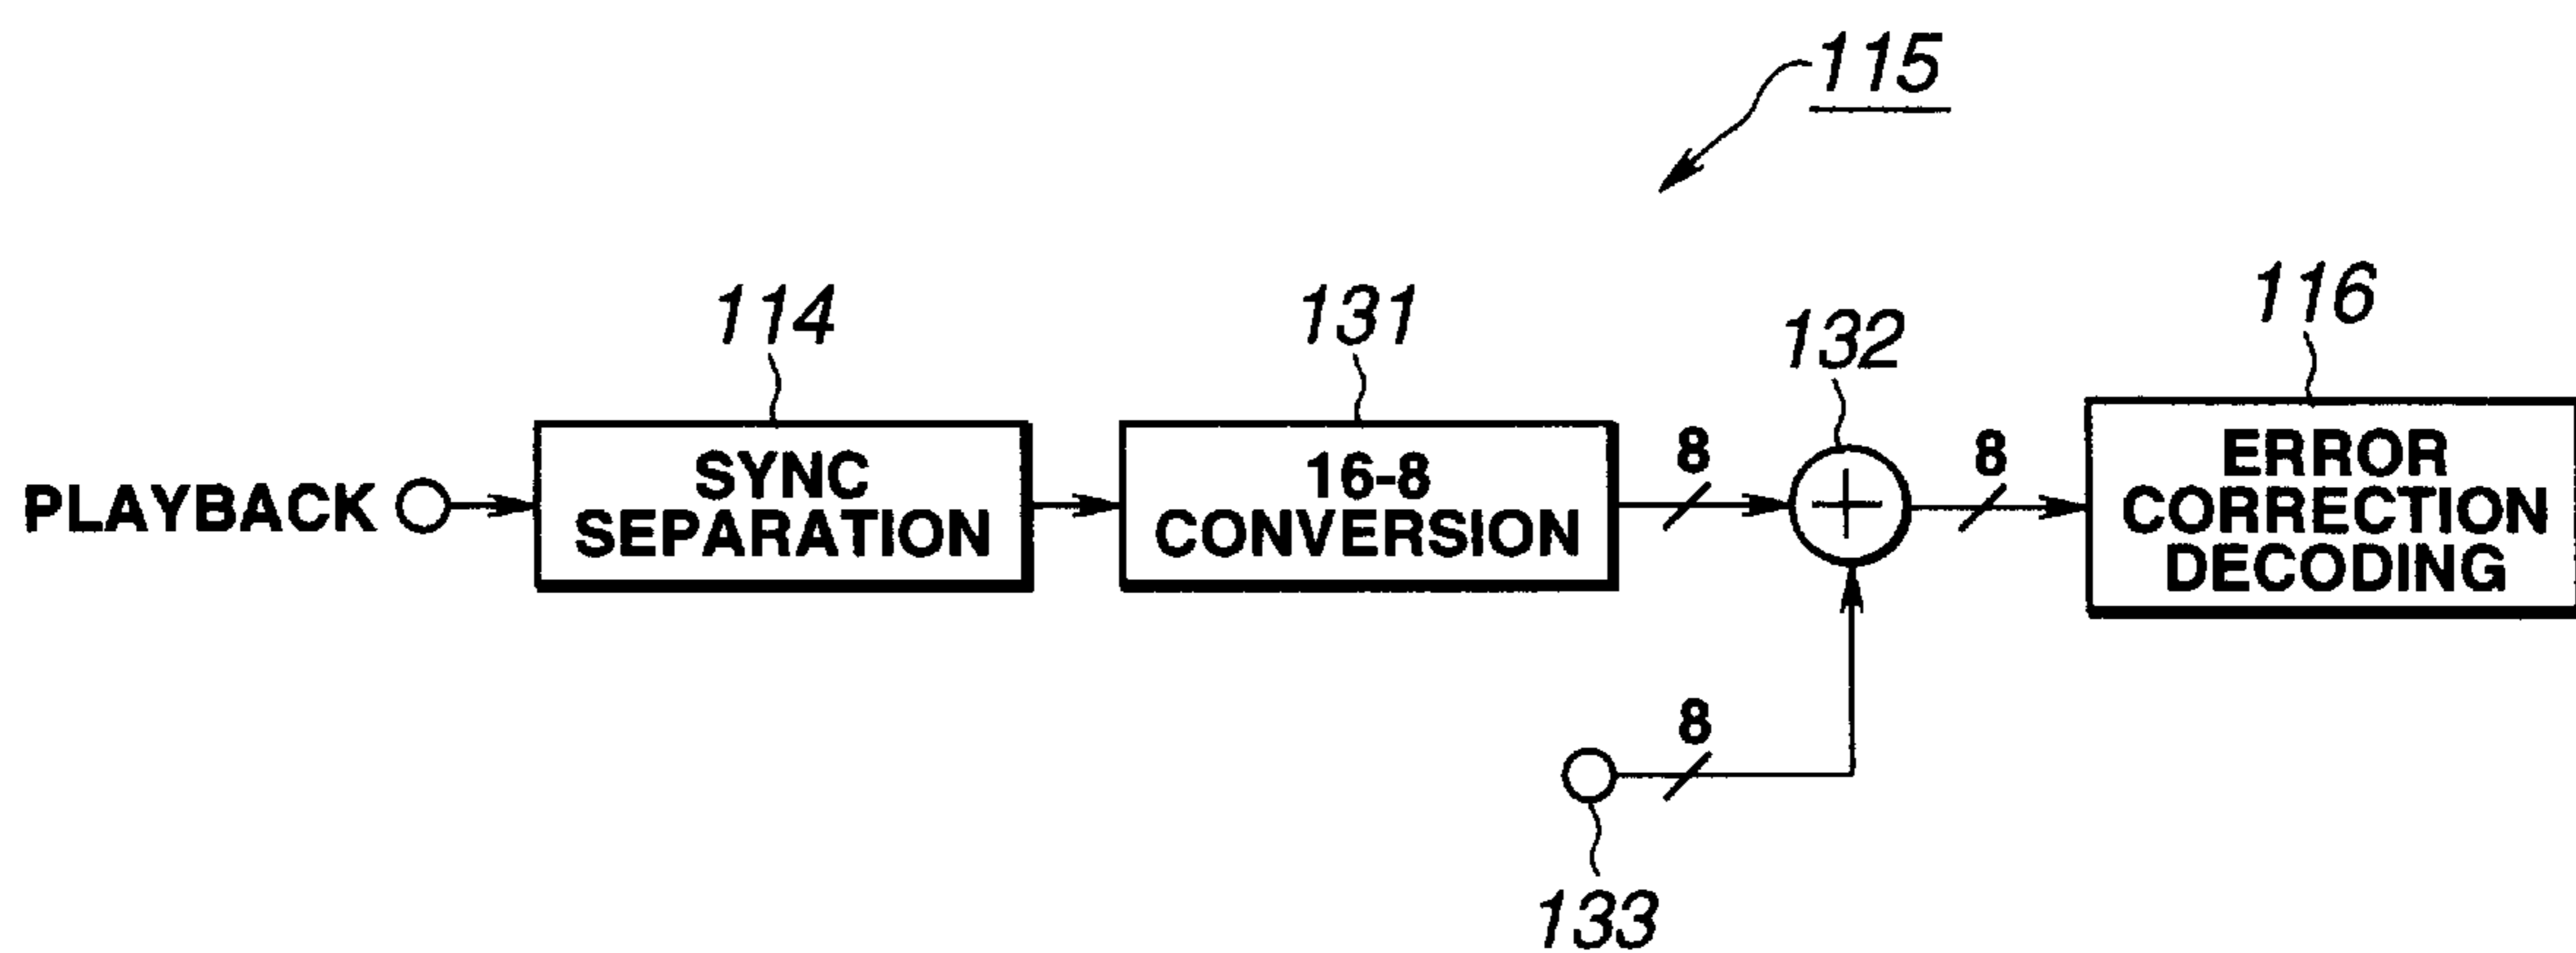 115
114
131
132
116
PLAYBACK
SYNC
SEPARATION
16-8
CONVERSION
8
8
ERROR
CORRECTION
DECODING
8
133